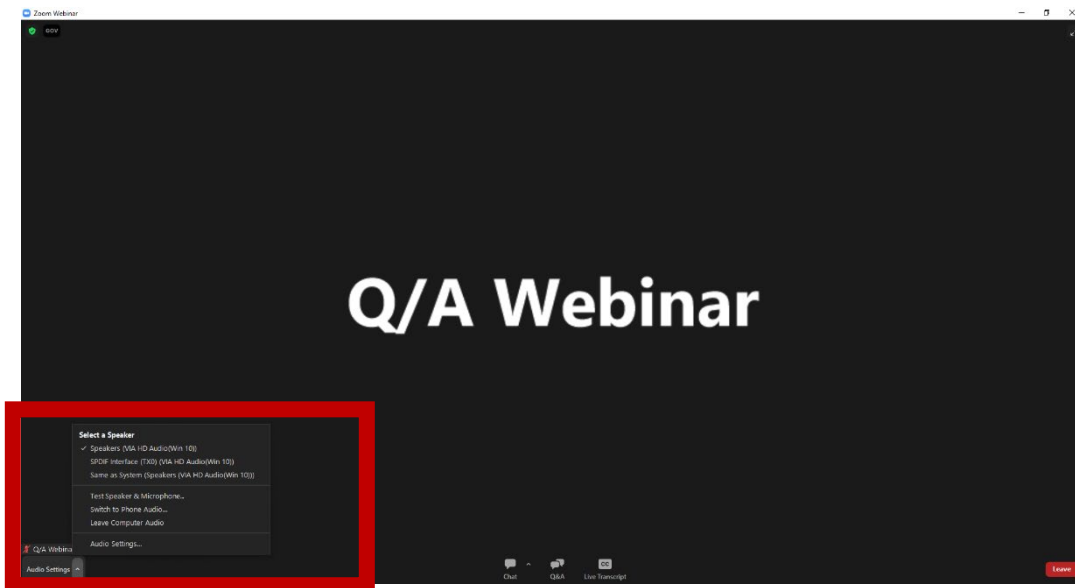 Zoom Webinar
GOV
Q/A Webinar
Select a Speaker
✓ Speakers (VIA HD Audio(Win 10))
SPDIF Interface (TX0) (VIA HD Audio(Win 10))
Same as System (Speakers (VIA HD Audio(Win 10)))
Test Speaker & Microphone...
Switch to Phone Audio...
Leave Computer Audio
Audio Settings...
Q/A Webina
Audio Settings
Chat
Q&A
CC
Live Transcript
Leave